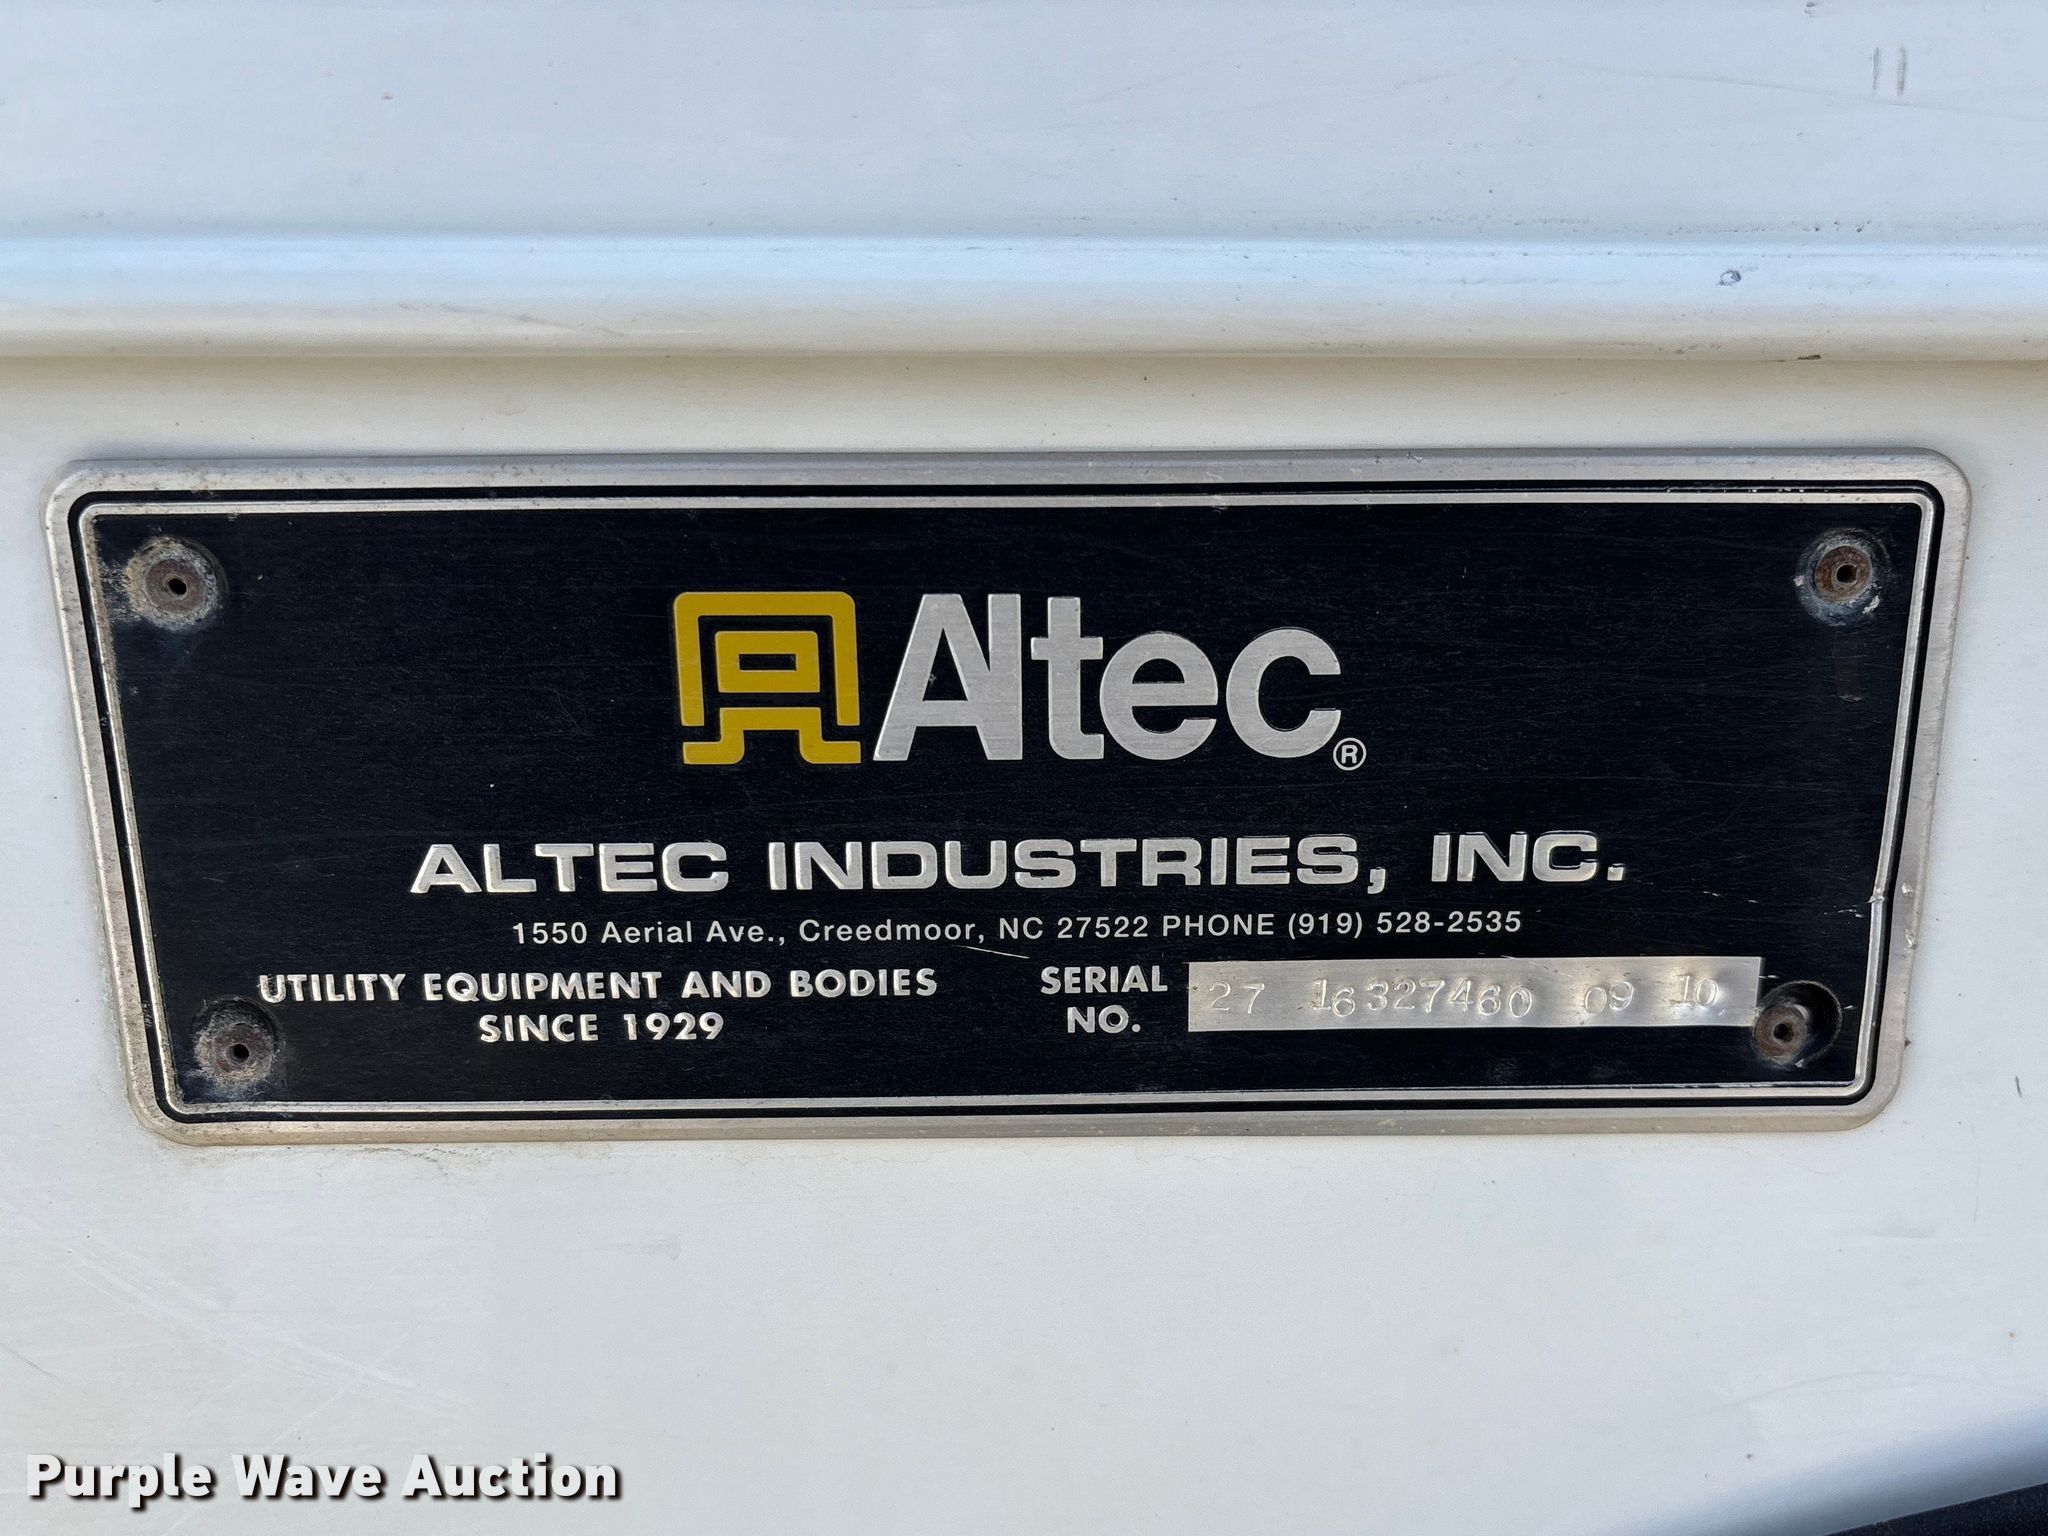 Altec®
ALTEC INDUSTRIES, INC.
1550 Aerial Ave., Creedmoor, NC 27522 PHONE (919) 528-2535
UTILITY EQUIPMENT AND BODIES
SINCE 1929
SERIAL NO. 27 16327460 09 10
Purple Wave Auction